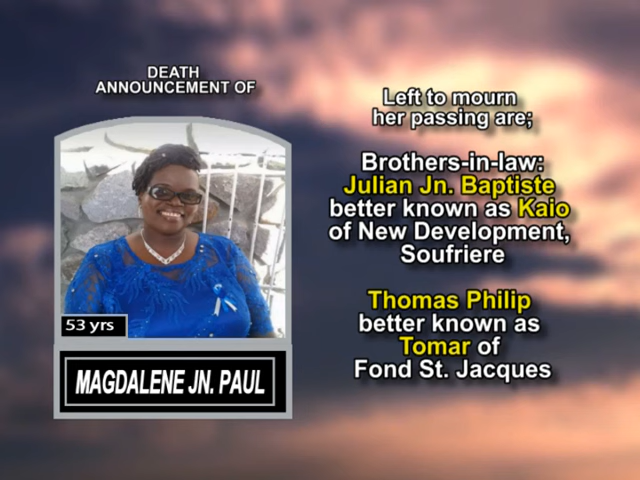 DEATH
ANNOUNCEMENT OF
53 yrs
MAGDALENE JN. PAUL
Left to mourn
her passing are;
Brothers-in-law:
Julian Jn. Baptiste
better known as Kaio
of New Development,
Soufriere
Thomas Philip
better known as
Tomar of
Fond St. Jacques